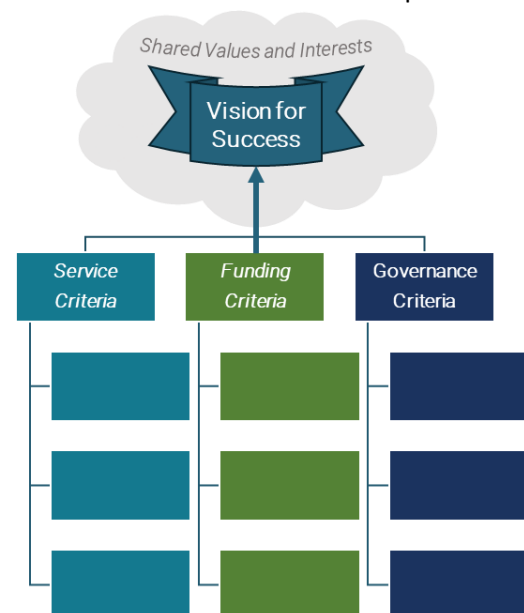 Shared Values and Interests
Vision for
Success
Service
Criteria
Funding
Criteria
Governance
Criteria